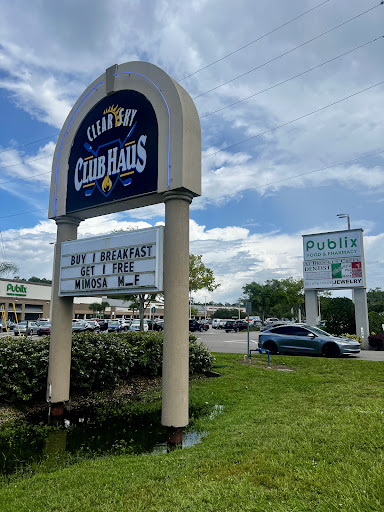 CLEAR SKY
CLUB HAUS
BUY 1 BREAKFAST
GET 1 FREE
MIMOSA M_F
Publix
Publix
FOOD & PHARMACY
DENTIST
JEWELRY